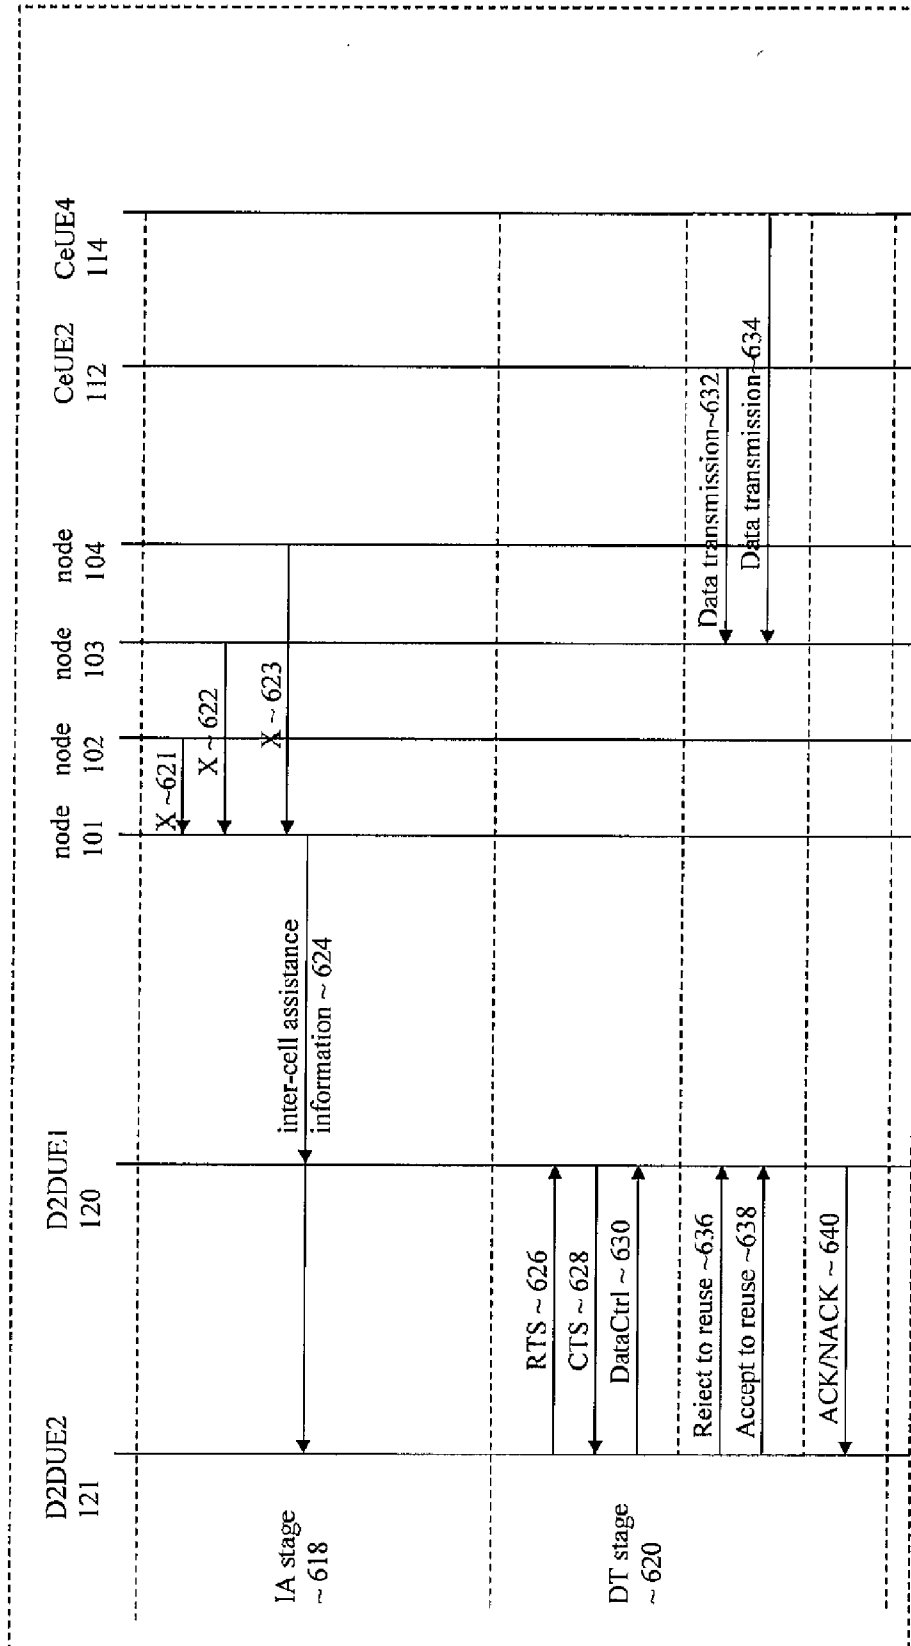 D2DUE2
121
D2DUE1
120
node
101
node
102
node
103
node
104
CeUE2
112
CeUE4
114
IA stage
~ 618
X ~621
X ~ 622
X ~ 623
inter-cell assistance
information ~ 624
DT stage
~620
RTS ~ 626
CTS ~ 628
DataCtrl ~ 630
Data transmission~632
Data transmission~634
Reject to reuse ~636
Accept to reuse ~638
ACK/NACK ~ 640